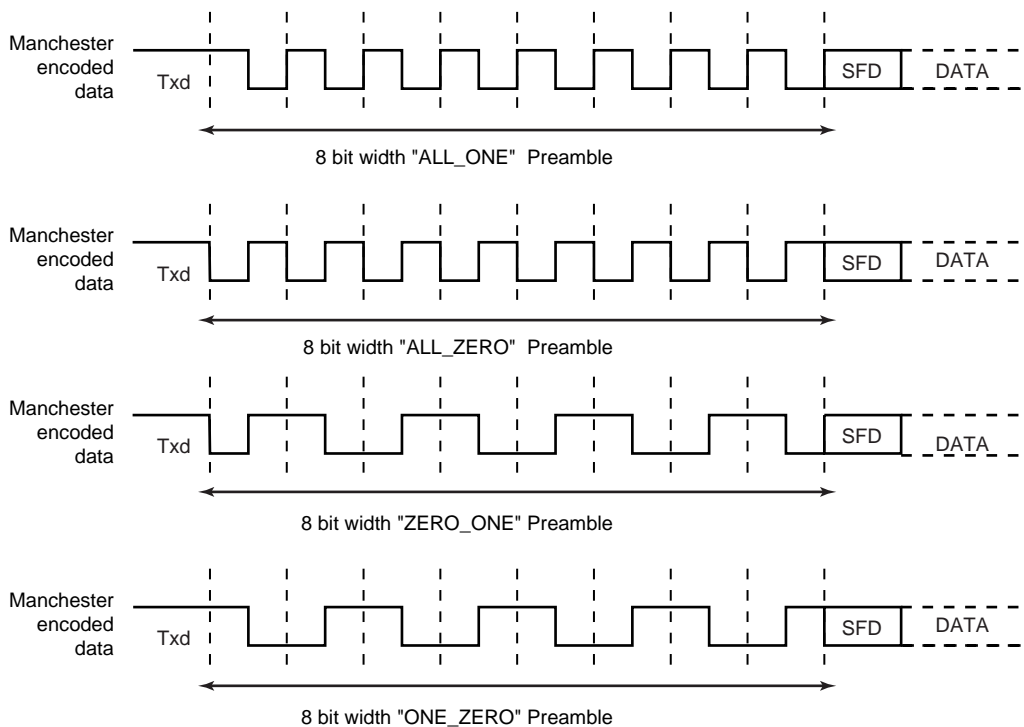 Manchester
encoded
data
Txd
SFD
DATA
8 bit width "ALL_ONE" Preamble
Manchester
encoded
data
Txd
SFD
DATA
8 bit width "ALL_ZERO" Preamble
Manchester
encoded
data
Txd
SFD
DATA
8 bit width "ZERO_ONE" Preamble
Manchester
encoded
data
Txd
SFD
DATA
8 bit width "ONE_ZERO" Preamble